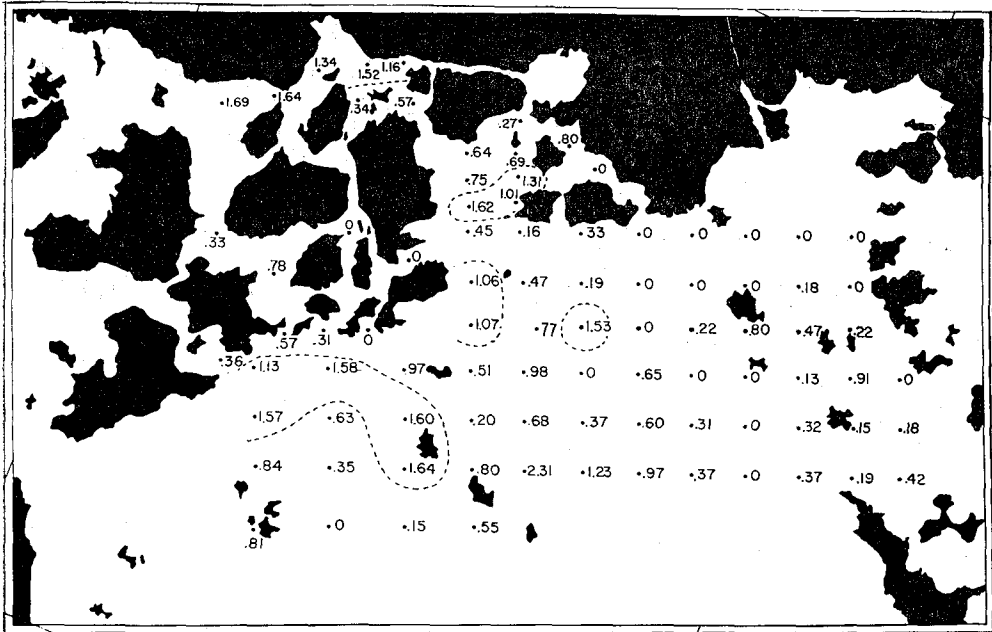 1.34
1.52 1.16
1.69 1.64 .34 .57
.27
.64 .69 .80
.75 1.31 0
1.62 1.01
.33 0 .45 .16 .33 0 0 0 0 0
.78 0
1.06 .47 .19 0 0 0 .18 0
1.07 .77 1.53 0 .22 .80 .47 .22
.57 .31 0
.36 1.13 1.58 .97 .51 .98 0 .65 0 0 .13 .91 0
1.57 .63 1.60 .20 .68 .37 .60 .31 0 .32 .15 .18
.84 .35 1.64 .80 2.31 1.23 .97 .37 0 .37 .19 .42
.81 0 .15 .55